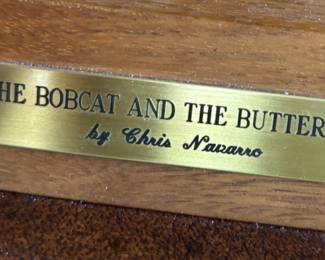 HE BOBCAT AND THE BUTTER
by Chris Navarro